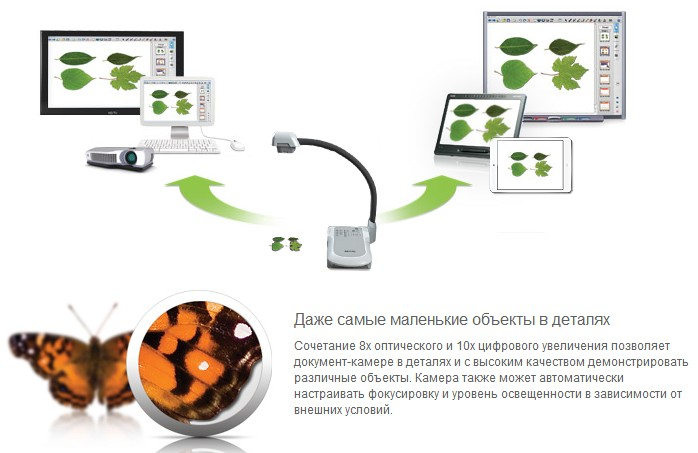 Даже самые маленькие объекты в деталях
Сочетание 8x оптического и 10x цифрового увеличения позволяет
документ-камере в деталях и с высоким качеством демонстрировать
различные объекты. Камера также может автоматически
настраивать фокусировку и уровень освещенности в зависимости от
внешних условий.